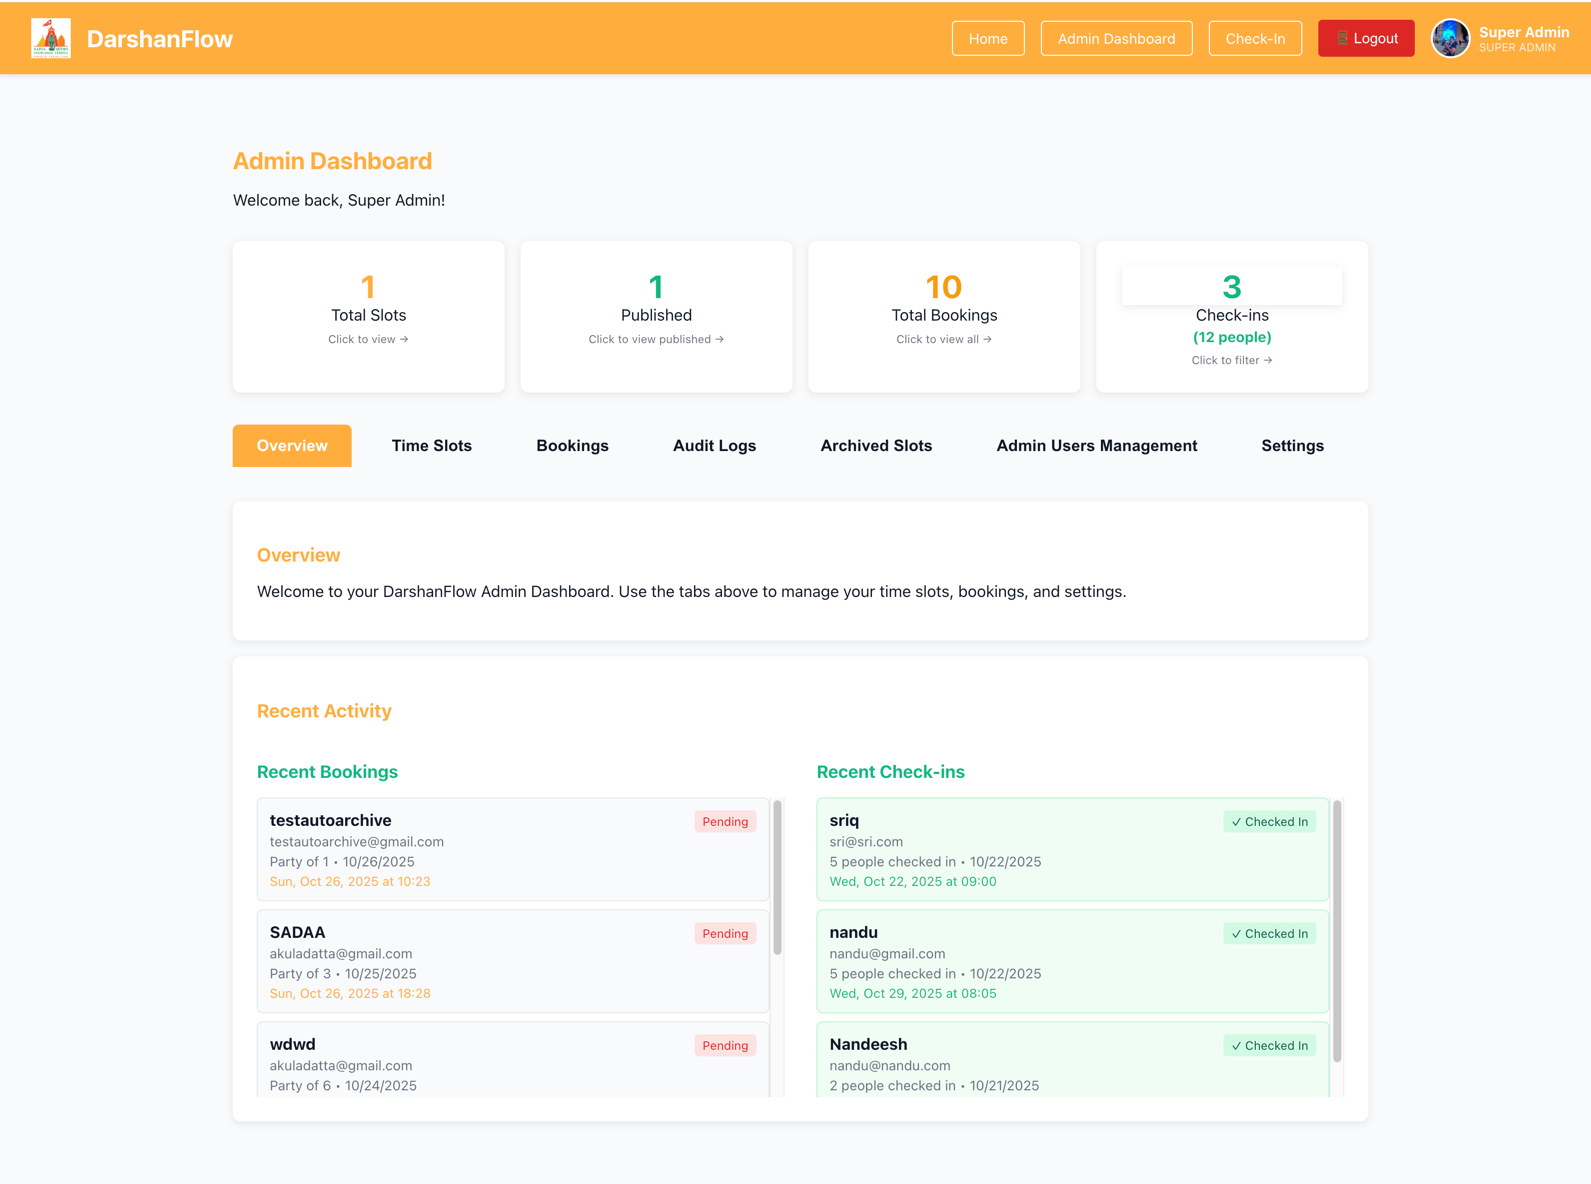 DarshanFlow
Home
Admin Dashboard
Check-In
Logout
Super Admin
SUPER ADMIN
Admin Dashboard
Welcome back, Super Admin!
1
Total Slots
Click to view →
1
Published
Click to view published →
10
Total Bookings
Click to view all →
3
Check-ins
(12 people)
Click to filter →
Overview
Time Slots
Bookings
Audit Logs
Archived Slots
Admin Users Management
Settings
Overview
Welcome to your DarshanFlow Admin Dashboard. Use the tabs above to manage your time slots, bookings, and settings.
Recent Activity
Recent Bookings
testautoarchive
Pending
testautoarchive@gmail.com
Party of 1 • 10/26/2025
Sun, Oct 26, 2025 at 10:23
SADAA
Pending
akuladatta@gmail.com
Party of 3 • 10/25/2025
Sun, Oct 26, 2025 at 18:28
wdwd
Pending
akuladatta@gmail.com
Party of 6 • 10/24/2025
Recent Check-ins
sriq
✓ Checked In
sri@sri.com
5 people checked in • 10/22/2025
Wed, Oct 22, 2025 at 09:00
nandu
✓ Checked In
nandu@gmail.com
5 people checked in • 10/22/2025
Wed, Oct 29, 2025 at 08:05
Nandeesh
✓ Checked In
nandu@nandu.com
2 people checked in • 10/21/2025